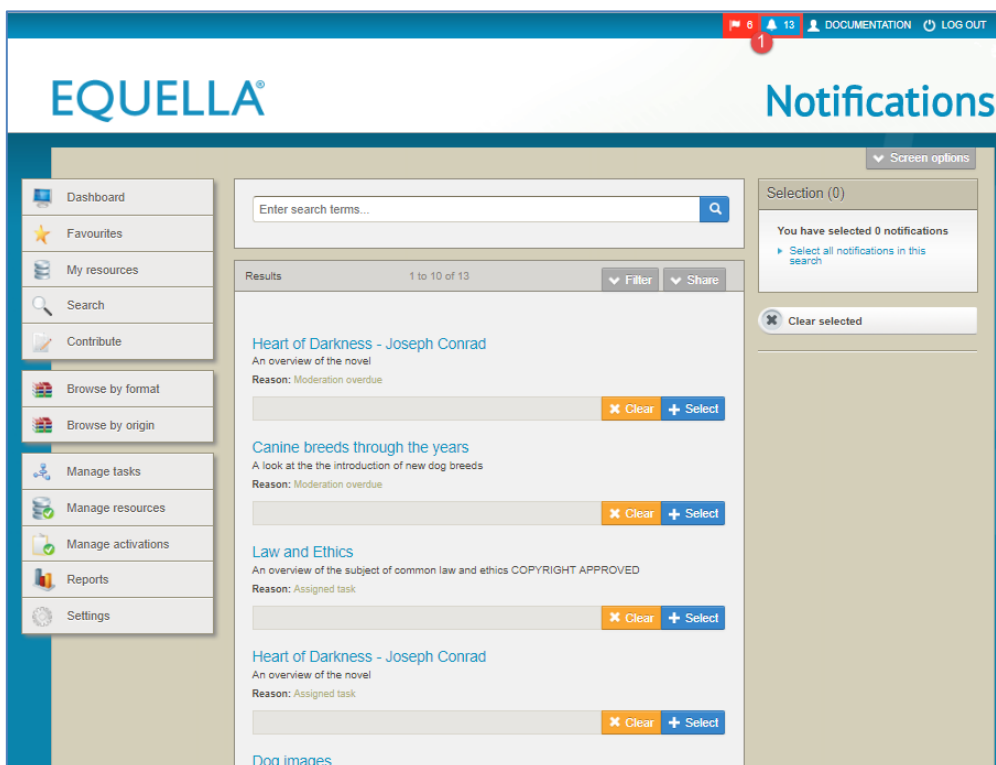 6 13 DOCUMENTATION LOG OUT
1
EQUELLA®
Notifications
Screen options
Dashboard
Favourites
My resources
Search
Contribute
Browse by format
Browse by origin
Manage tasks
Manage resources
Manage activations
Reports
Settings
Enter search terms...
Results 1 to 10 of 13 Filter Share
Heart of Darkness - Joseph Conrad
An overview of the novel
Reason: Moderation overdue
Clear Select
Canine breeds through the years
A look at the the introduction of new dog breeds
Reason: Moderation overdue
Clear Select
Law and Ethics
An overview of the subject of common law and ethics COPYRIGHT APPROVED
Reason: Assigned task
Clear Select
Heart of Darkness - Joseph Conrad
An overview of the novel
Reason: Assigned task
Clear Select
Dog images
Selection (0)
You have selected 0 notifications
Select all notifications in this
search
Clear selected